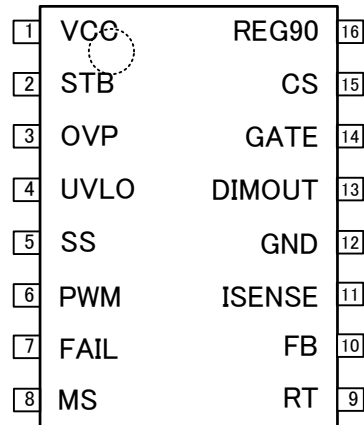 1 VCC REG90 16
2 STB CS 15
3 OVP GATE 14
4 UVLO DIMOUT 13
5 SS GND 12
6 PWM ISENSE 11
7 FAIL FB 10
8 MS RT 9